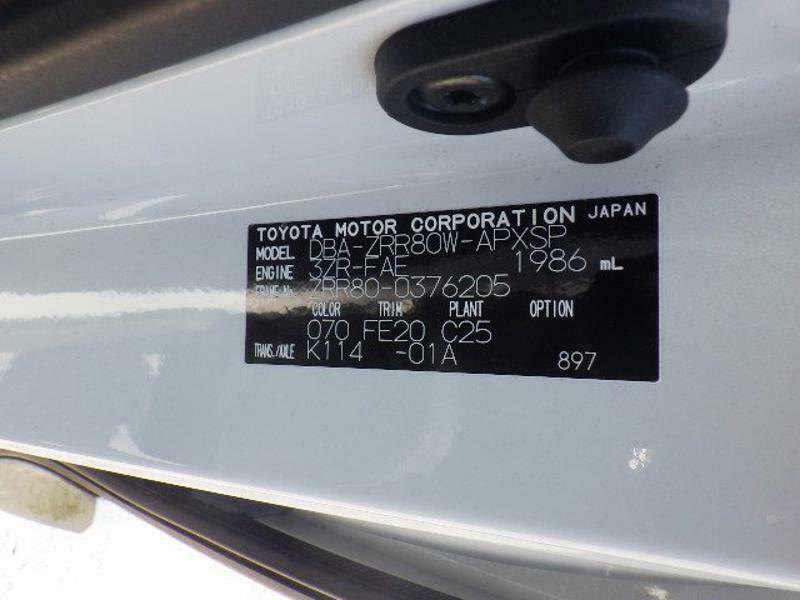 TOYOTA MOTOR CORPORATION JAPAN
MODEL DBA-ZRR80W-APXSP
ENGINE 3ZR-FAE 1986 mL
FRAME No. ZRR80-0376205
COLOR TRIM PLANT OPTION
070 FE20 C25
TRANS./AXLE K114 -01A 897